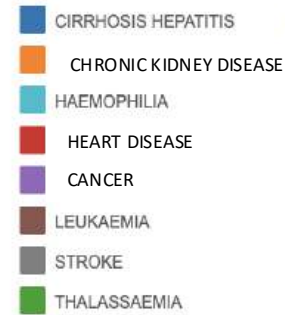 CIRRHOSIS HEPATITIS
CHRONIC KIDNEY DISEASE
HAEMOPHILIA
HEART DISEASE
CANCER
LEUKAEMIA
STROKE
THALASSAEMIA